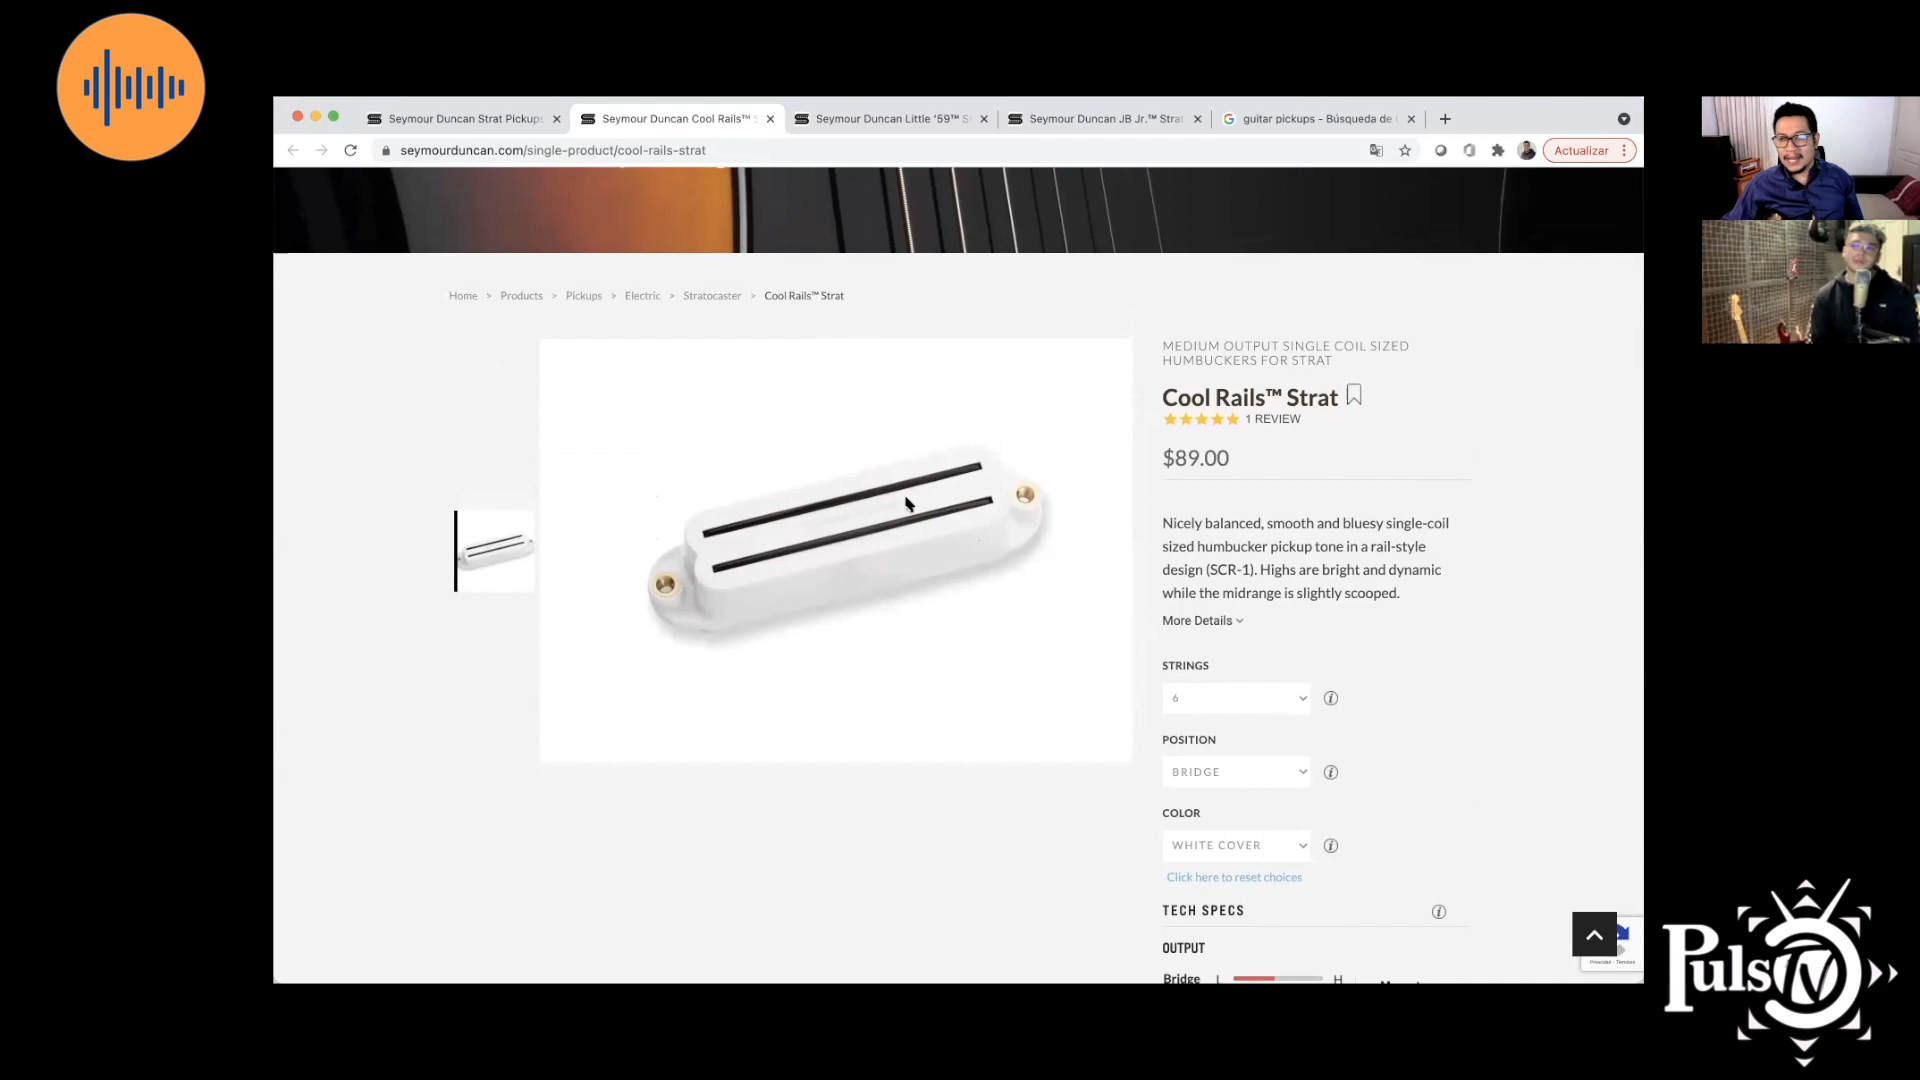 Seymour Duncan Strat Pickups
Seymour Duncan Cool Rails™ S
Seymour Duncan Little ’59™ St
Seymour Duncan JB Jr.™ Strat
guitar pickups - Búsqueda de
seymourduncan.com/single-product/cool-rails-strat
Actualizar
Home > Products > Pickups > Electric > Stratocaster > Cool Rails™ Strat
MEDIUM OUTPUT SINGLE COIL SIZED
HUMBUCKERS FOR STRAT
Cool Rails™ Strat
1 REVIEW
$89.00
Nicely balanced, smooth and bluesy single-coil
sized humbucker pickup tone in a rail-style
design (SCR-1). Highs are bright and dynamic
while the midrange is slightly scooped.
More Details
STRINGS
6
POSITION
BRIDGE
COLOR
WHITE COVER
Click here to reset choices
TECH SPECS
OUTPUT
Bridge L H
Privacidad - Términos
Puls TV